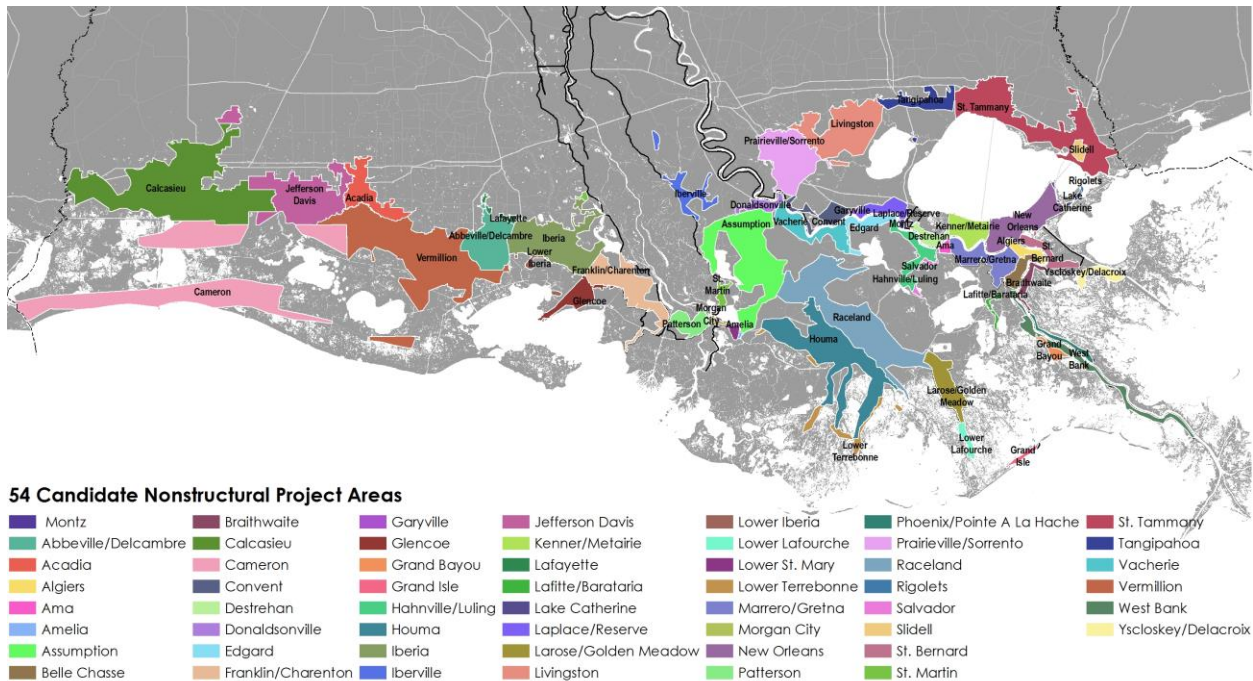 Tangipahoa
St. Tammany
Livingston
Prairieville/Sorrento
Slidell
Rigolets
Calcasieu
Jefferson
Davis
Acadia
Iberville
Lake
Catherine
Donaldsonville
Lafayette
Assumption
Vacherie
Convent
Garyville
Edgard
Laplace/Reserve
Montz
Kenner/Metairie
New
Orleans
Abbeville/Delcambre
Iberia
Destrehan
Ama
Algiers
St.
Bernard
Vermillion
Lower
Iberia
Franklin/Charenton
Salvador
Marrero/Gretna
Yscloskey/Delacroix
Hahnville/Luling
Braithwaite
Cameron
Glencoe
St.
Martin
Lafitte/Barataria
Morgan
City
Patterson
Amelia
Raceland
Houma
Grand
Bayou
West
Bank
Larose/Golden
Meadow
Lower
Lafourche
Lower
Terrebonne
Grand
Isle
54 Candidate Nonstructural Project Areas
Montz
Abbeville/Delcambre
Acadia
Algiers
Ama
Amelia
Assumption
Belle Chasse
Braithwaite
Calcasieu
Cameron
Convent
Destrehan
Donaldsonville
Edgard
Franklin/Charenton
Garyville
Glencoe
Grand Bayou
Grand Isle
Hahnville/Luling
Houma
Iberia
Iberville
Jefferson Davis
Kenner/Metairie
Lafayette
Lafitte/Barataria
Lake Catherine
Laplace/Reserve
Larose/Golden Meadow
Livingston
Lower Iberia
Lower Lafourche
Lower St. Mary
Lower Terrebonne
Marrero/Gretna
Morgan City
New Orleans
Patterson
Phoenix/Pointe A La Hache
Prairieville/Sorrento
Raceland
Rigolets
Salvador
Slidell
St. Bernard
St. Martin
St. Tammany
Tangipahoa
Vacherie
Vermillion
West Bank
Yscloskey/Delacroix